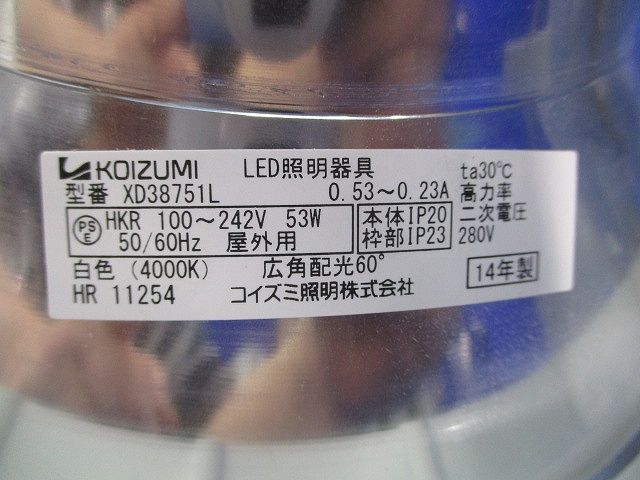 KOIZUMI LED照明器具 ta30℃
型番 XD38751L 0.53～0.23A 高力率
PSE HKR 100～242V 53W 本体IP20 二次電圧
50/60Hz 屋外用 枠部IP23 280V
白色 (4000K) 広角配光60° 14年製
HR 11254 コイズミ照明株式会社